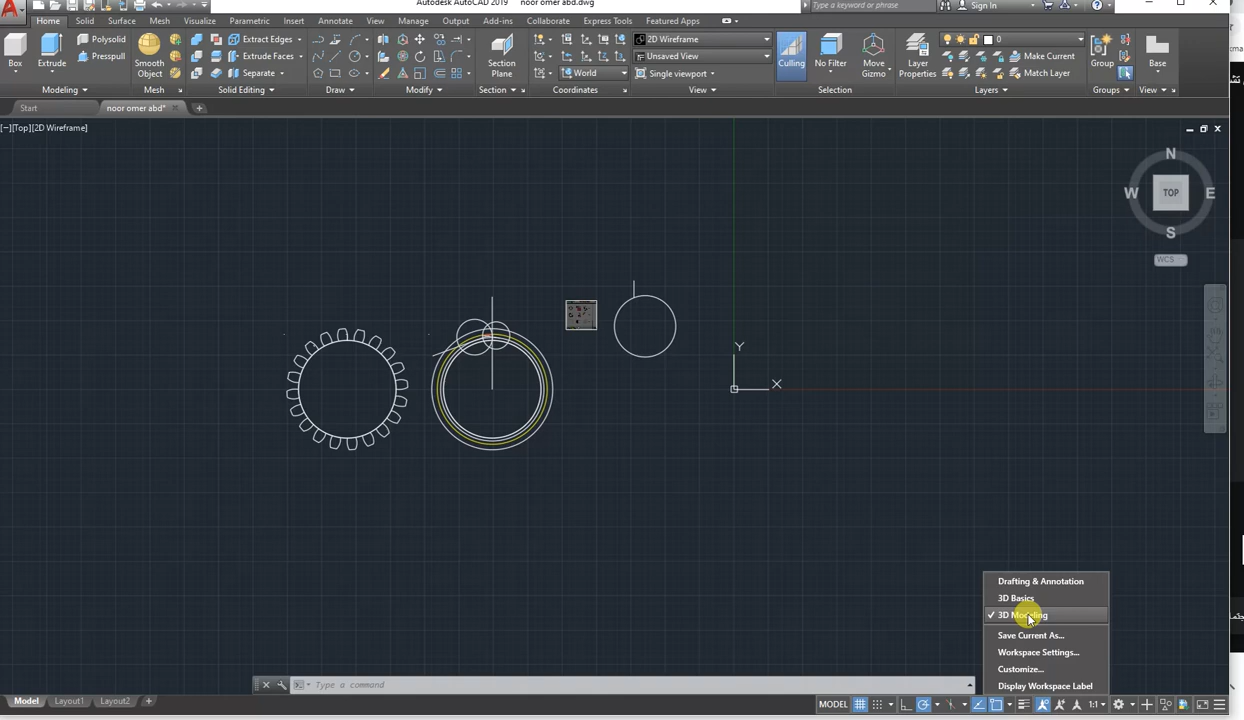 Autodesk AutoCAD 2019 noor omer abd.dwg
Type a keyword or phrase
Sign In
Home Solid Surface Mesh Visualize Parametric Insert Annotate View Manage Output Add-ins Collaborate Express Tools Featured Apps
Box
Extrude
Polysolid
Presspull
Smooth Object
Extract Edges
Extrude Faces
Separate
Section Plane
World
2D Wireframe
Unsaved View
Single viewport
Culling
No Filter
Move Gizmo
Layer Properties
0
Make Current
Match Layer
Group
Base
Modeling Mesh Solid Editing Draw Modify Section Coordinates View Selection Layers Groups View
Start noor omer abd*
[−][Top][2D Wireframe]
N
W TOP E
S
WCS
Y
X
Drafting & Annotation
3D Basics
3D Modeling
Save Current As...
Workspace Settings...
Customize...
Display Workspace Label
Type a command
Model Layout1 Layout2
MODEL 1:1